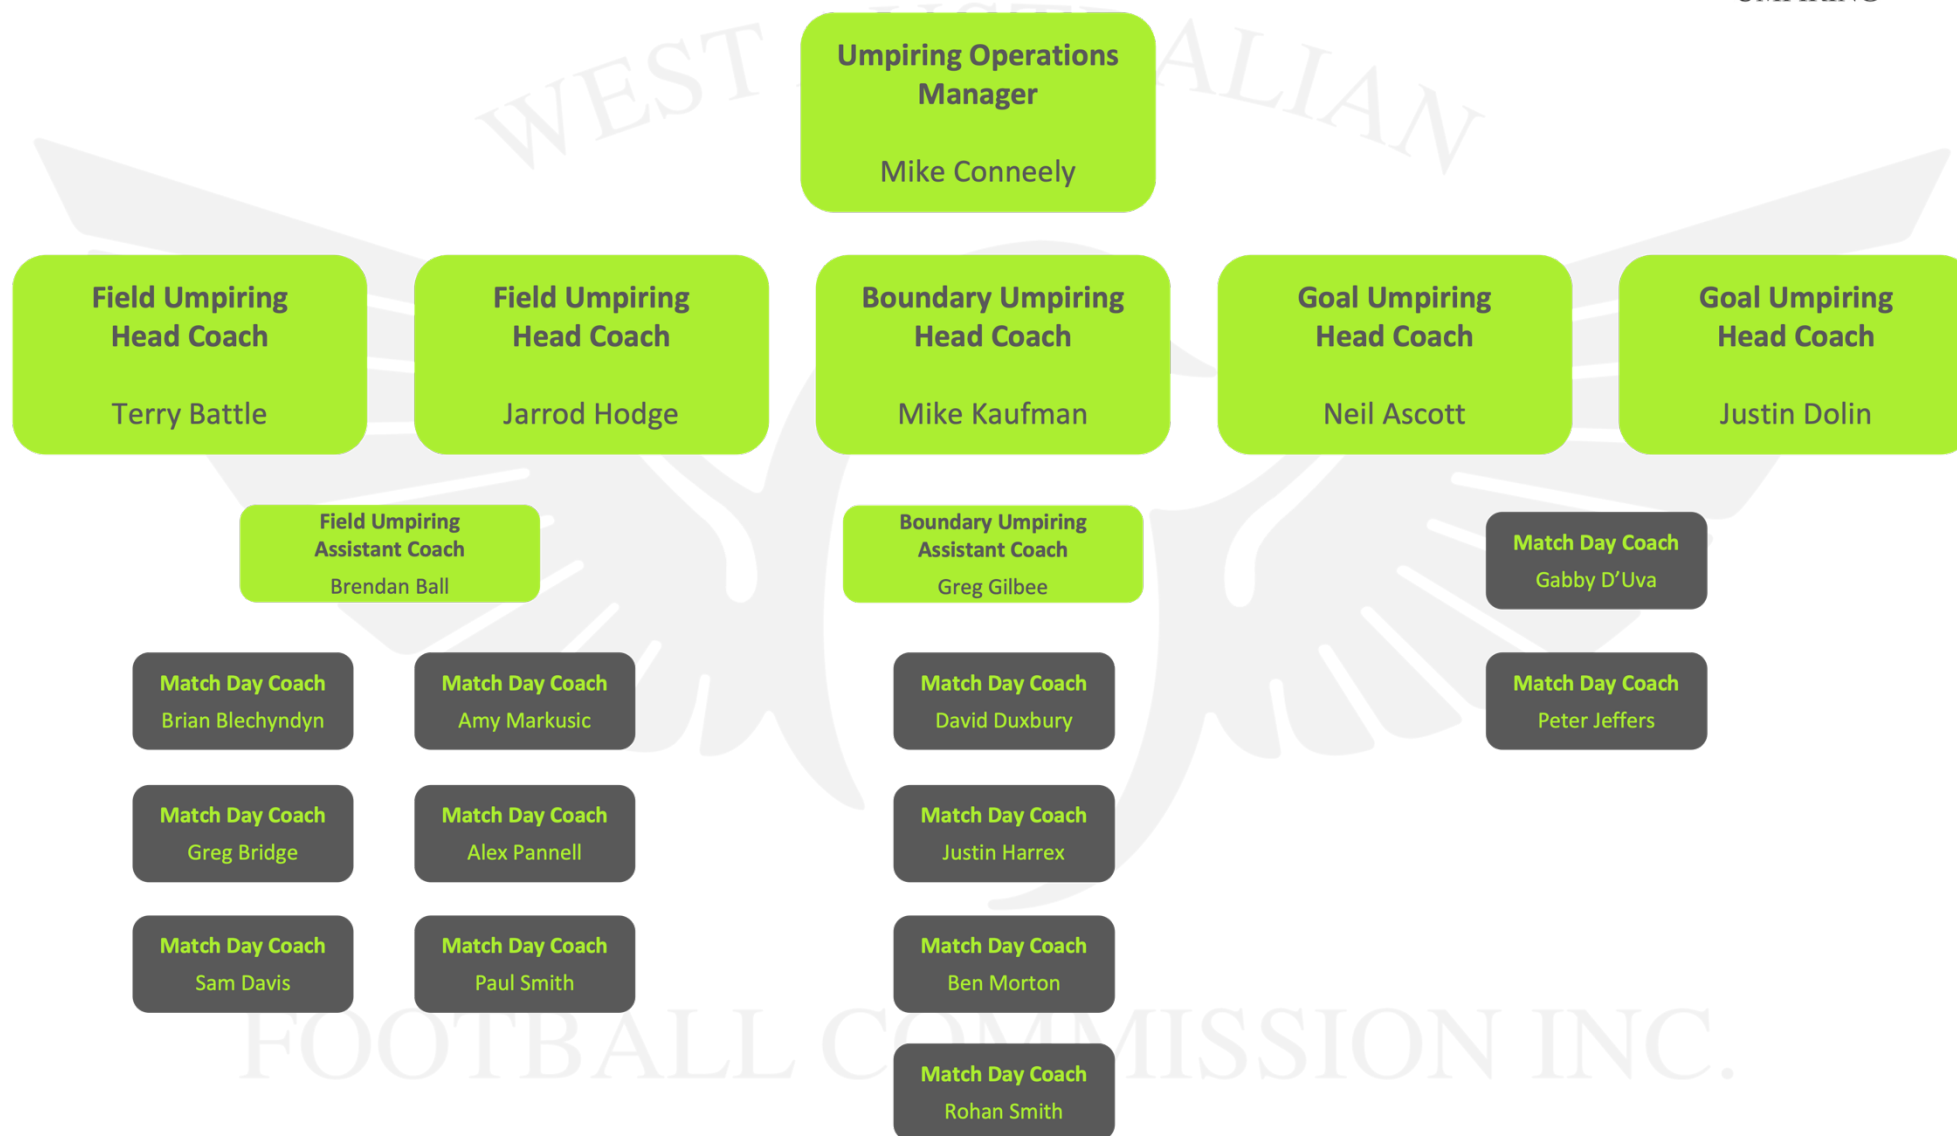 UMPIRING
WEST AUSTRALIAN
Umpiring Operations
Manager
Mike Conneely
Field Umpiring
Head Coach
Terry Battle
Field Umpiring
Head Coach
Jarrod Hodge
Boundary Umpiring
Head Coach
Mike Kaufman
Goal Umpiring
Head Coach
Neil Ascott
Goal Umpiring
Head Coach
Justin Dolin
Field Umpiring
Assistant Coach
Brendan Ball
Boundary Umpiring
Assistant Coach
Greg Gilbee
Match Day Coach
Gabby D’Uva
Match Day Coach
Brian Blechyndyn
Match Day Coach
Amy Markusic
Match Day Coach
David Duxbury
Match Day Coach
Peter Jeffers
Match Day Coach
Greg Bridge
Match Day Coach
Alex Pannell
Match Day Coach
Justin Harrex
Match Day Coach
Sam Davis
Match Day Coach
Paul Smith
Match Day Coach
Ben Morton
FOOTBALL COMMISSION INC.
Match Day Coach
Rohan Smith